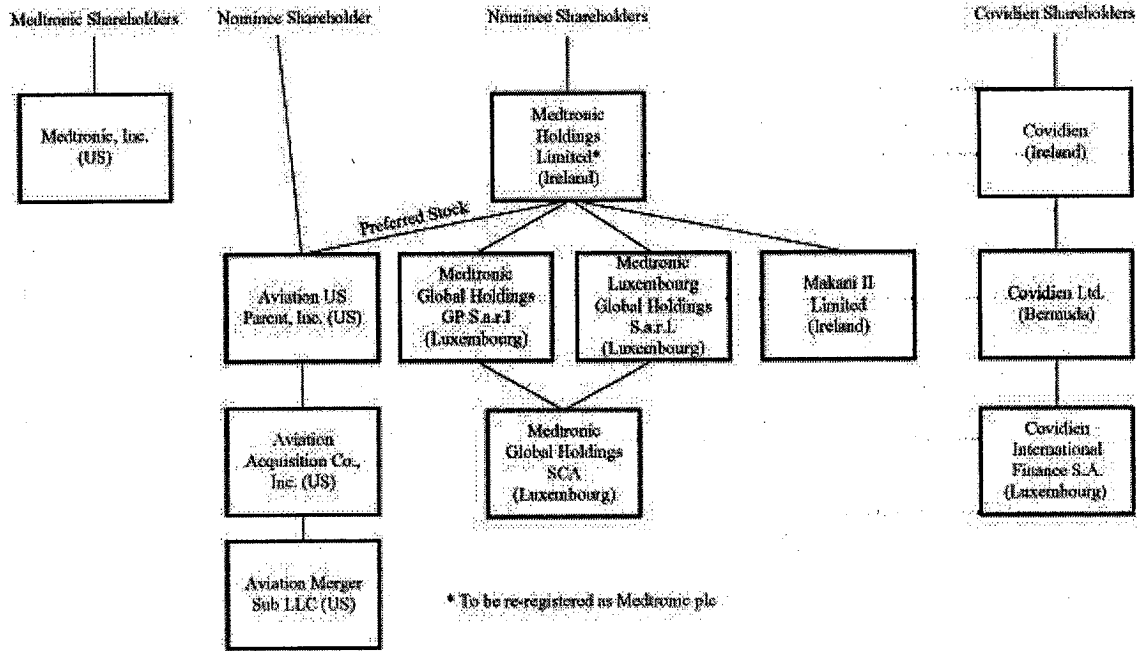 Medtronic Shareholders
Nominee Shareholder
Nominee Shareholders
Covidien Shareholders
Medtronic, Inc.
(US)
Medtronic
Holdings
Limited*
(Ireland)
Covidien
(Ireland)
Preferred Stock
Aviation US
Parent, Inc. (US)
Medtronic
Global Holdings
GP S.a.r.l
(Luxembourg)
Medtronic
Luxembourg
Global Holdings
S.a.r.l.
(Luxembourg)
Makani II
Limited
(Ireland)
Covidien Ltd.
(Bermuda)
Aviation
Acquisition Co.,
Inc. (US)
Medtronic
Global Holdings
SCA
(Luxembourg)
Covidien
International
Finance S.A.
(Luxembourg)
Aviation Merger
Sub LLC (US)
* To be re-registered as Medtronic plc